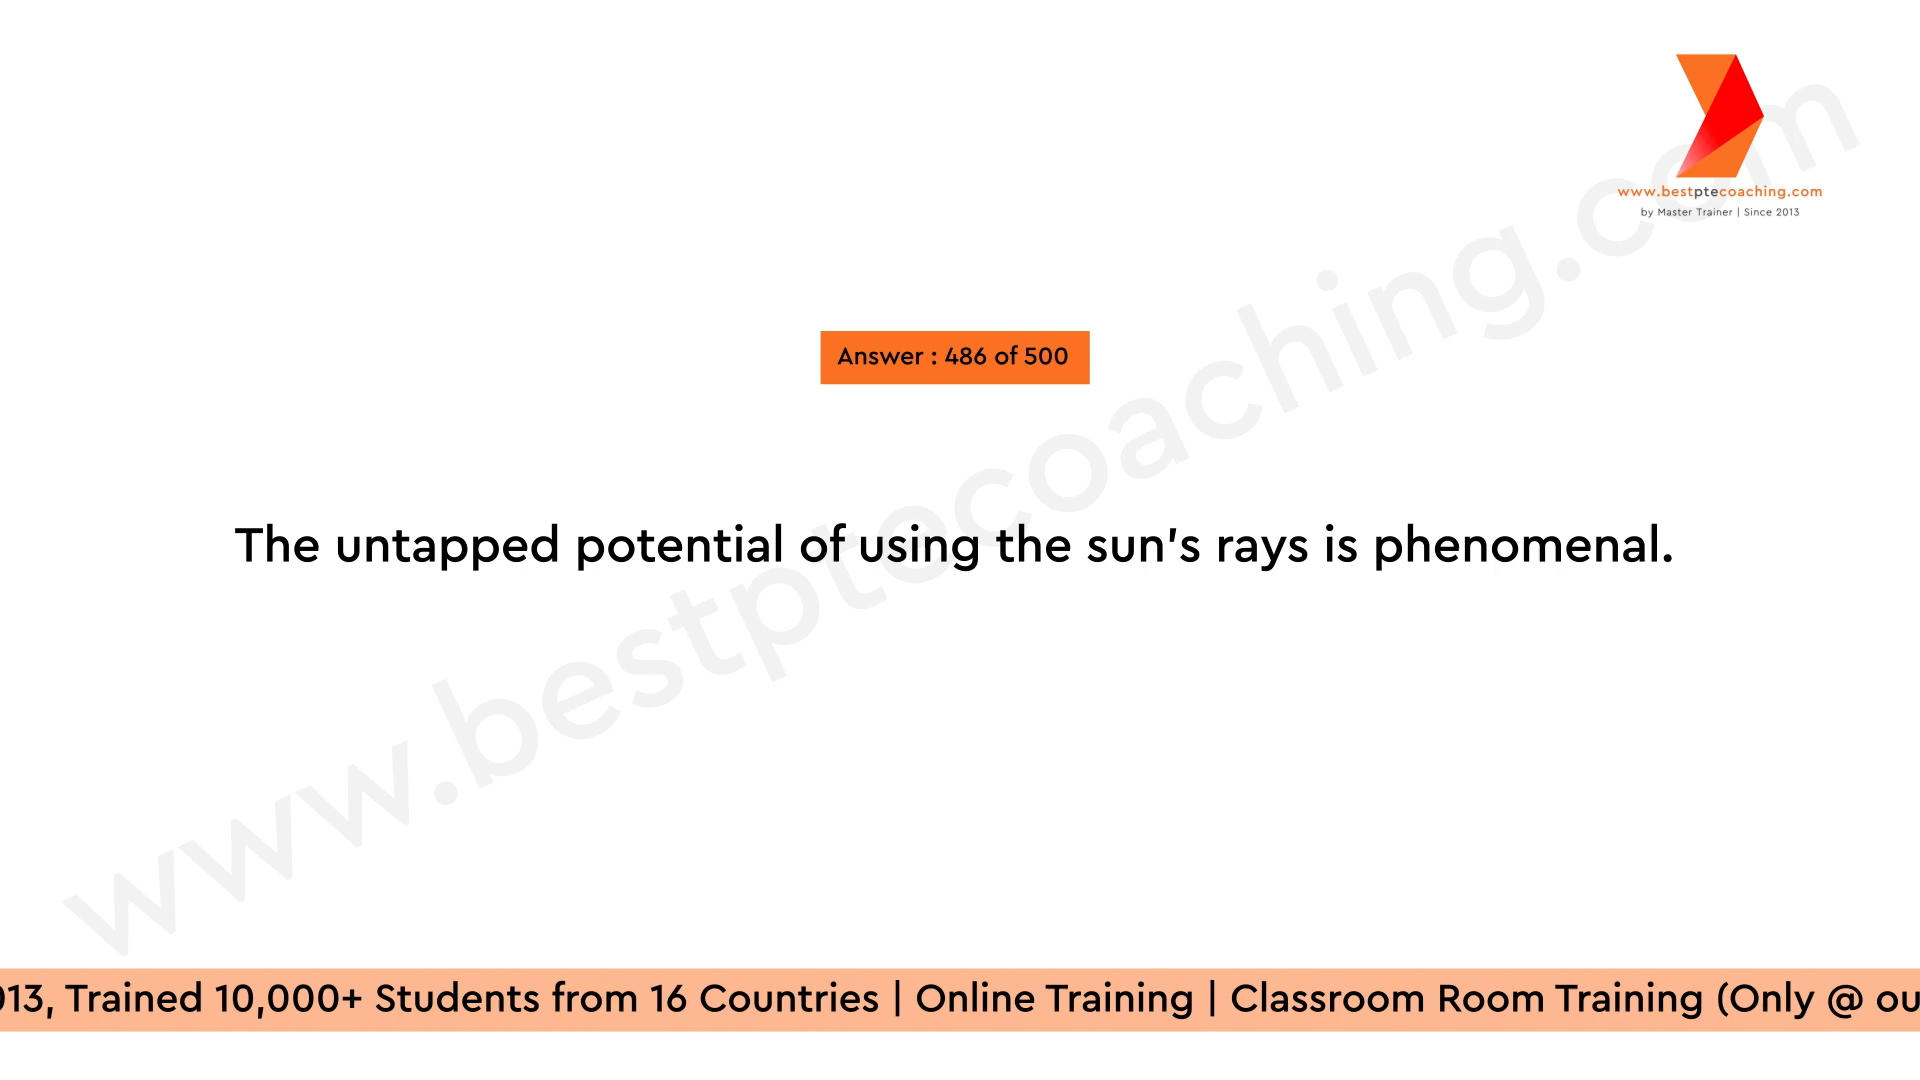 www.bestptecoaching.com
by Master Trainer | Since 2013
Answer : 486 of 500
The untapped potential of using the sun's rays is phenomenal.
www.bestptecoaching.com
013, Trained 10,000+ Students from 16 Countries | Online Training | Classroom Room Training (Only @ ou